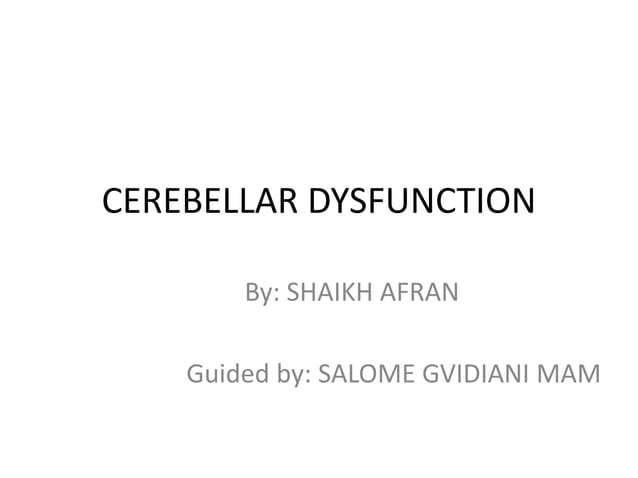 CEREBELLAR DYSFUNCTION
By: SHAIKH AFRAN
Guided by: SALOME GVIDIANI MAM